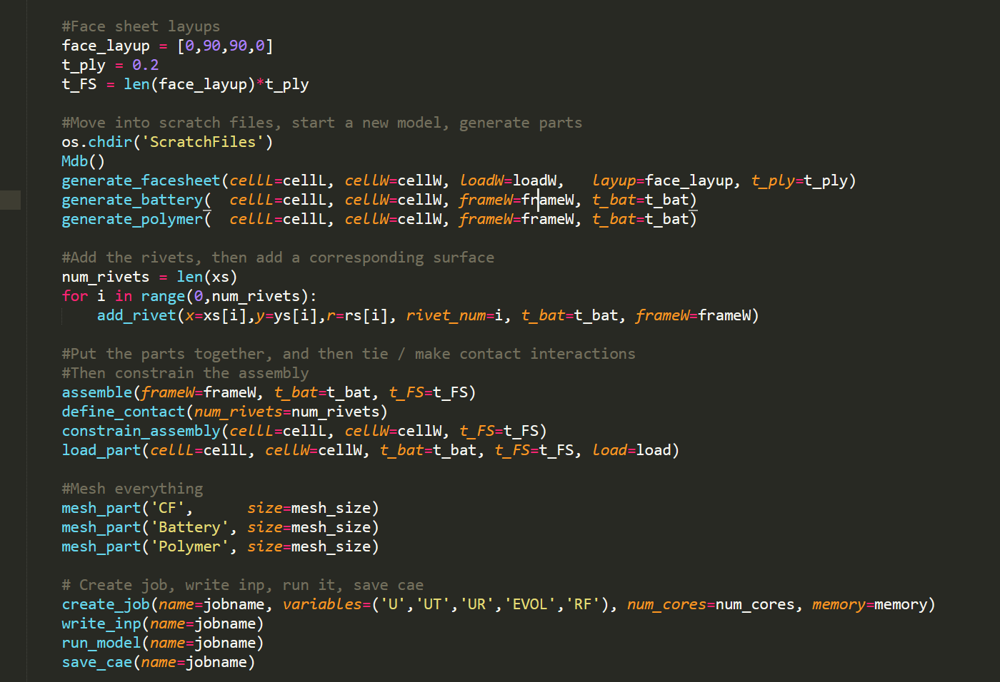 #Face sheet layups
face_layup = [0,90,90,0]
t_ply = 0.2
t_FS = len(face_layup)*t_ply
#Move into scratch files, start a new model, generate parts
os.chdir('ScratchFiles')
Mdb()
generate_facesheet(cellL=cellL, cellW=cellW, loadW=loadW,   layup=face_layup, t_ply=t_ply)
generate_battery(  cellL=cellL, cellW=cellW, frameW=frameW, t_bat=t_bat)
generate_polymer(  cellL=cellL, cellW=cellW, frameW=frameW, t_bat=t_bat)
#Add the rivets, then add a corresponding surface
num_rivets = len(xs)
for i in range(0,num_rivets):
    add_rivet(x=xs[i],y=ys[i],r=rs[i], rivet_num=i, t_bat=t_bat, frameW=frameW)
#Put the parts together, and then tie / make contact interactions
#Then constrain the assembly
assemble(frameW=frameW, t_bat=t_bat, t_FS=t_FS)
define_contact(num_rivets=num_rivets)
constrain_assembly(cellL=cellL, cellW=cellW, t_FS=t_FS)
load_part(cellL=cellL, cellW=cellW, t_bat=t_bat, t_FS=t_FS, load=load)
#Mesh everything
mesh_part('CF',      size=mesh_size)
mesh_part('Battery', size=mesh_size)
mesh_part('Polymer', size=mesh_size)
# Create job, write inp, run it, save cae
create_job(name=jobname, variables=('U','UT','UR','EVOL','RF'), num_cores=num_cores, memory=memory)
write_inp(name=jobname)
run_model(name=jobname)
save_cae(name=jobname)